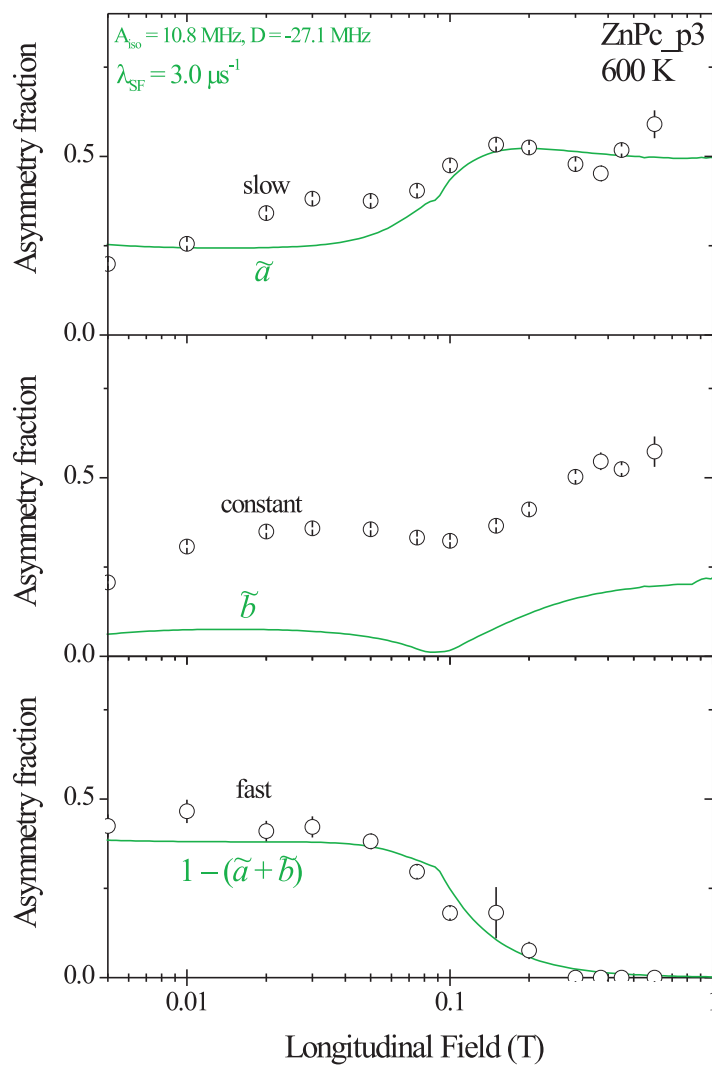 A_iso = 10.8 MHz, D = -27.1 MHz
λ_SF = 3.0 μs⁻¹
ZnPc_p3
600 K
Asymmetry fraction
0.5
0.0
slow
ã
Asymmetry fraction
0.5
0.0
constant
b̃
Asymmetry fraction
0.5
0.0
fast
1 – (ã + b̃)
0.01
0.1
1
Longitudinal Field (T)